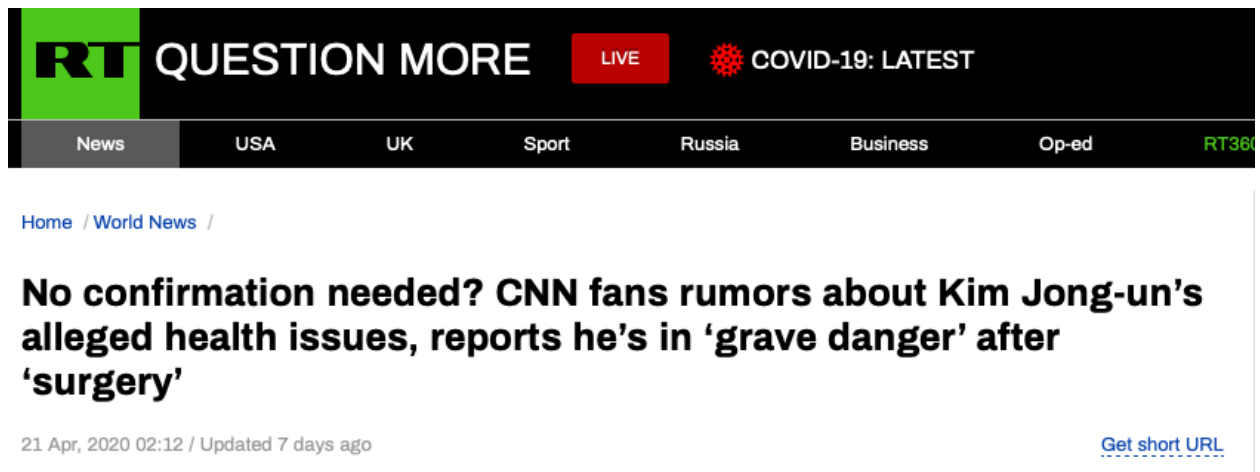 RT QUESTION MORE LIVE COVID-19: LATEST
News USA UK Sport Russia Business Op-ed RT360
Home / World News /
No confirmation needed? CNN fans rumors about Kim Jong-un’s
alleged health issues, reports he’s in ‘grave danger’ after
‘surgery’
21 Apr, 2020 02:12 / Updated 7 days ago Get short URL